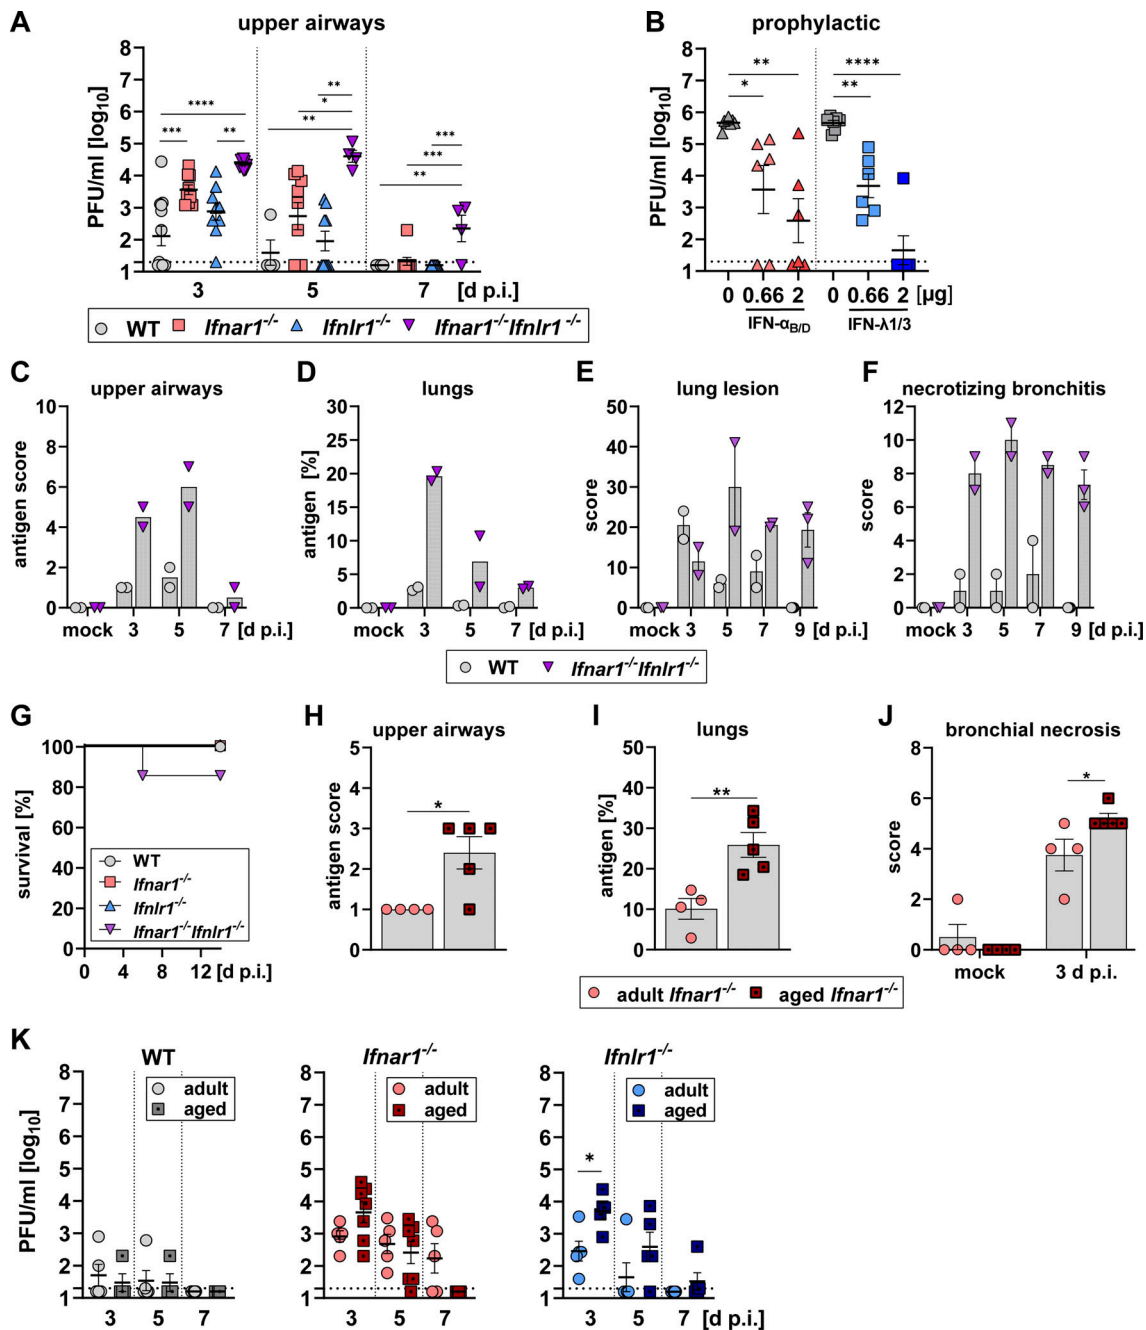 A
upper airways
PFU/ml [log10]
8
7
6
5
4
3
2
1
****
***
**
**
*
**
***
***
**
3
5
7
[d p.i.]
WT
Ifnar1-/-
Ifnlr1-/-
Ifnar1-/-Ifnlr1-/-
B
prophylactic
PFU/ml [log10]
8
7
6
5
4
3
2
1
**
*
****
**
0 0.66 2 0 0.66 2 [µg]
IFN-αB/D
IFN-λ1/3
C
upper airways
antigen score
10
8
6
4
2
0
mock 3 5 7 [d p.i.]
D
lungs
antigen [%]
30
25
20
15
10
5
0
mock 3 5 7 [d p.i.]
E
lung lesion
score
50
40
30
20
10
0
mock 3 5 7 9 [d p.i.]
F
necrotizing bronchitis
score
12
10
8
6
4
2
0
mock 3 5 7 9 [d p.i.]
WT
Ifnar1-/-Ifnlr1-/-
G
survival [%]
100
80
60
40
20
0
WT
Ifnar1-/-
Ifnlr1-/-
Ifnar1-/-Ifnlr1-/-
0 4 8 12 [d p.i.]
H
upper airways
antigen score
5
4
3
2
1
0
*
I
lungs
antigen [%]
50
40
30
20
10
0
**
J
bronchial necrosis
score
8
6
4
2
0
*
mock
3 d p.i.
adult Ifnar1-/-
aged Ifnar1-/-
K
WT
PFU/ml [log10]
8
7
6
5
4
3
2
1
adult
aged
3 5 7
Ifnar1-/-
8
7
6
5
4
3
2
1
adult
aged
3 5 7
Ifnlr1-/-
8
7
6
5
4
3
2
1
adult
aged
*
3 5 7 [d p.i.]